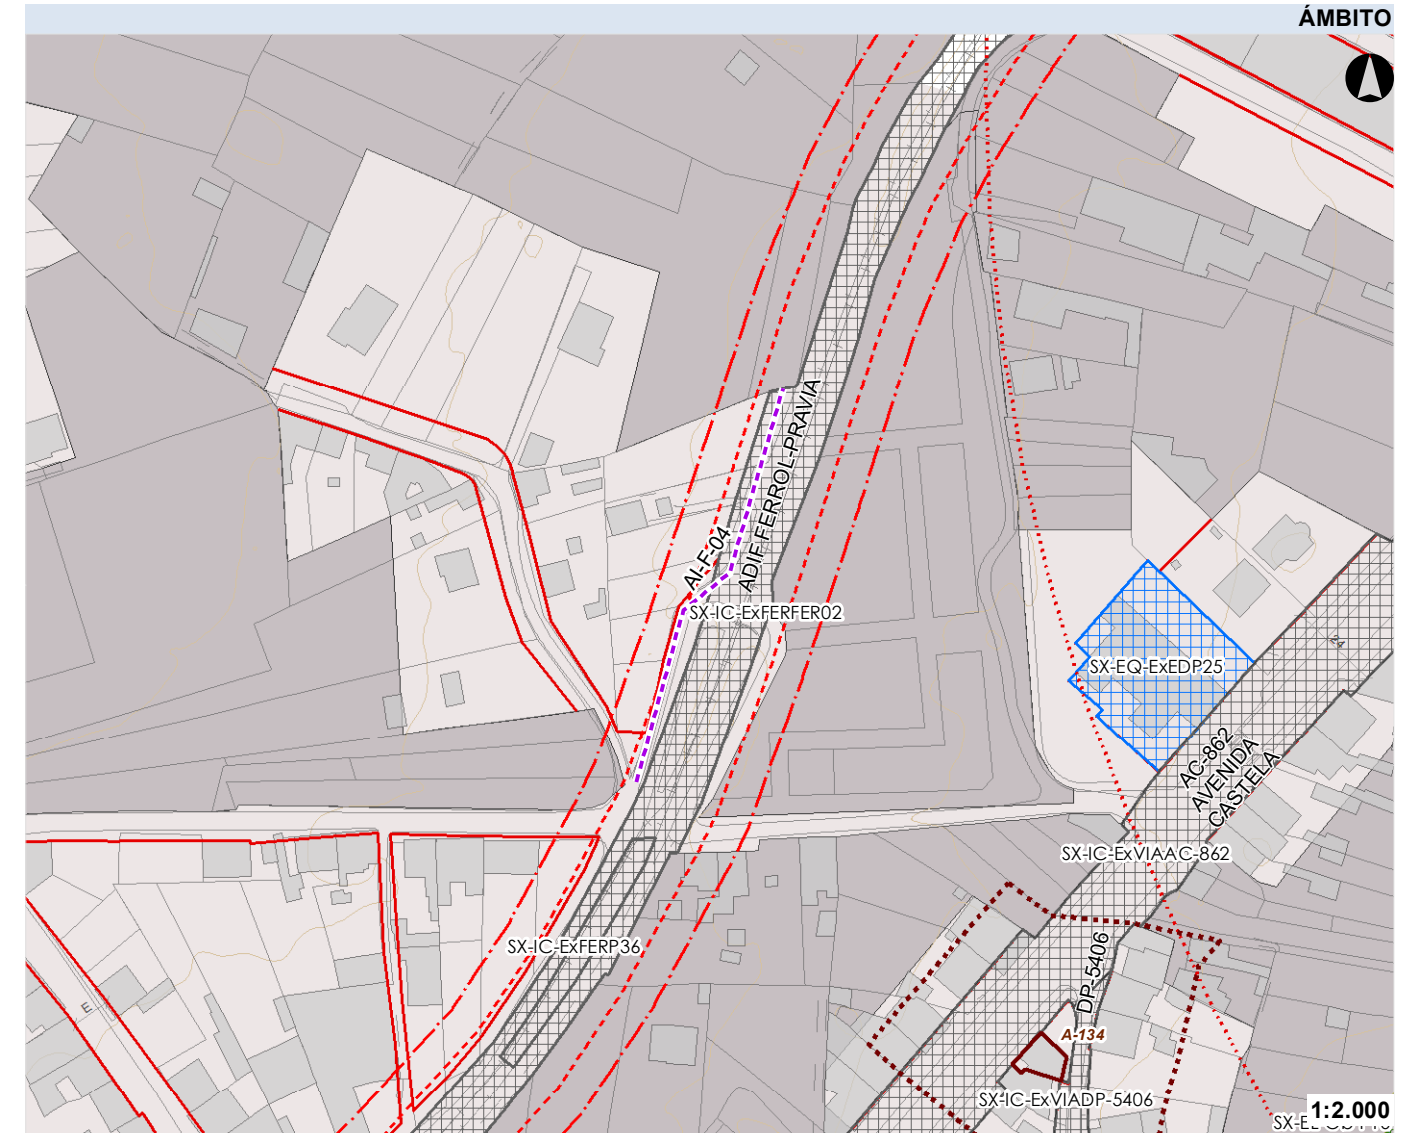 ÁMBITO
ADIF FERROL-PRAVIA
AI-F-04
SX-IC-ExFERFER02
24
SX-EQ-ExEDP25
AC-862
AVENIDA
CASTELA
SX-IC-ExVIAAC-862
SX-IC-ExFERP36
DP-5406
E
A-134
SX-IC-ExVIADP-5406
1:2.000